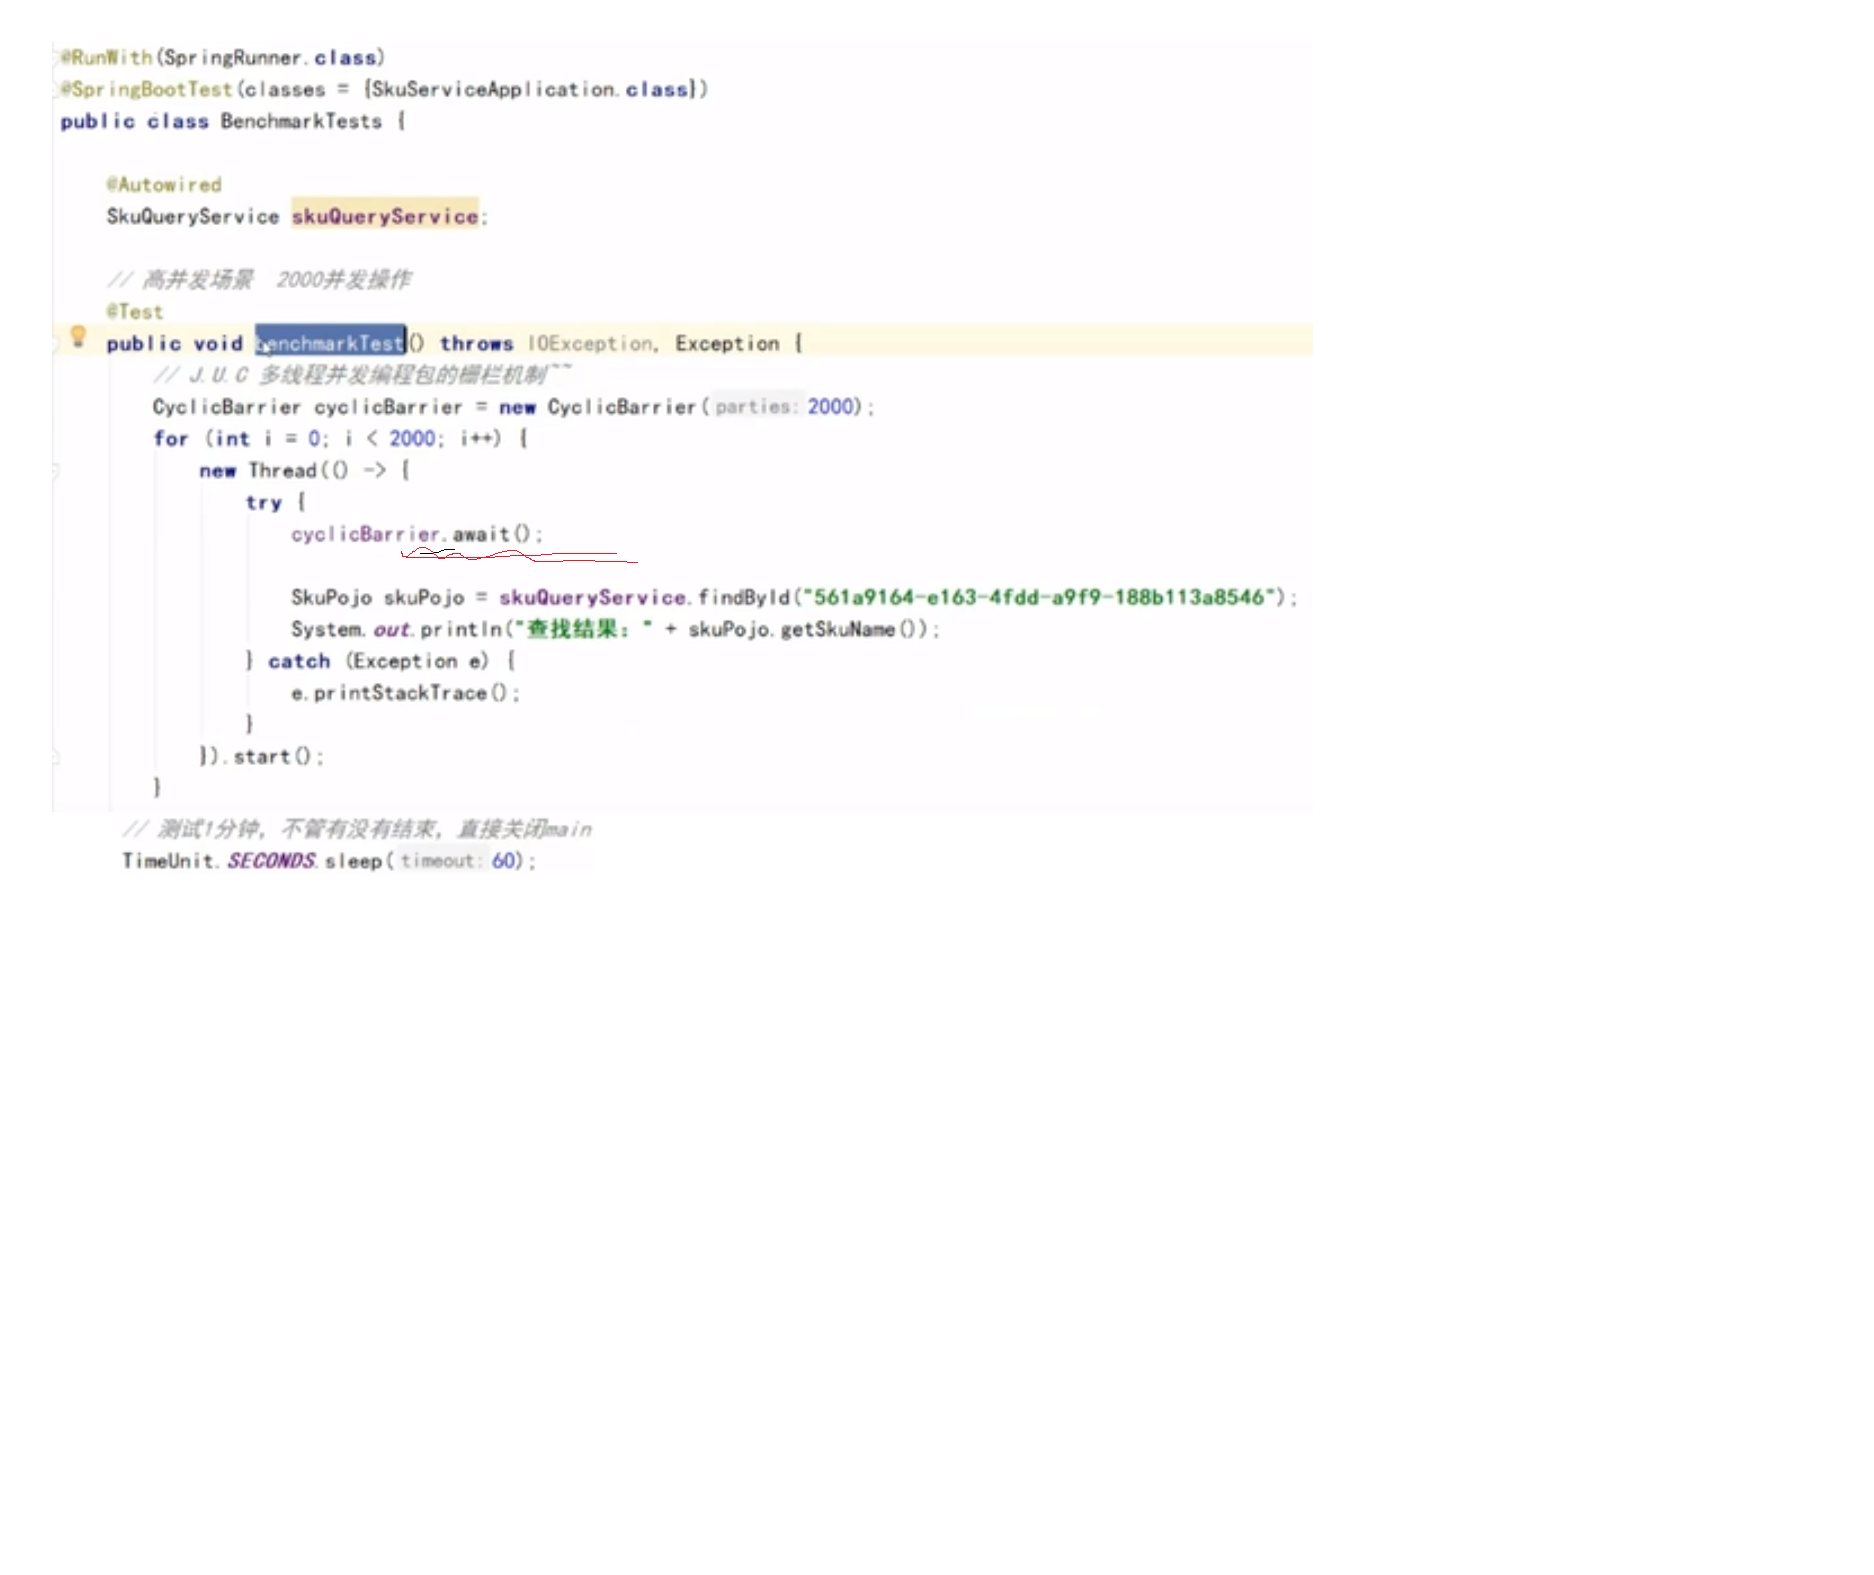 @RunWith(SpringRunner.class)
@SpringBootTest(classes = {SkuServiceApplication.class})
public class BenchmarkTests {
@Autowired
SkuQueryService skuQueryService;
// 高并发场景  2000并发操作
@Test
public void benchmarkTest() throws IOException, Exception {
// J.U.C 多线程并发编程包的栅栏机制~~
CyclicBarrier cyclicBarrier = new CyclicBarrier( parties: 2000);
for (int i = 0; i < 2000; i++) {
new Thread(() -> {
try {
cyclicBarrier.await();
SkuPojo skuPojo = skuQueryService.findById("561a9164-e163-4fdd-a9f9-188b113a8546");
System.out.println("查找结果：" + skuPojo.getSkuName());
} catch (Exception e) {
e.printStackTrace();
}
}).start();
}
// 测试1分钟，不管有没有结束，直接关闭main
TimeUnit.SECONDS.sleep( timeout: 60);